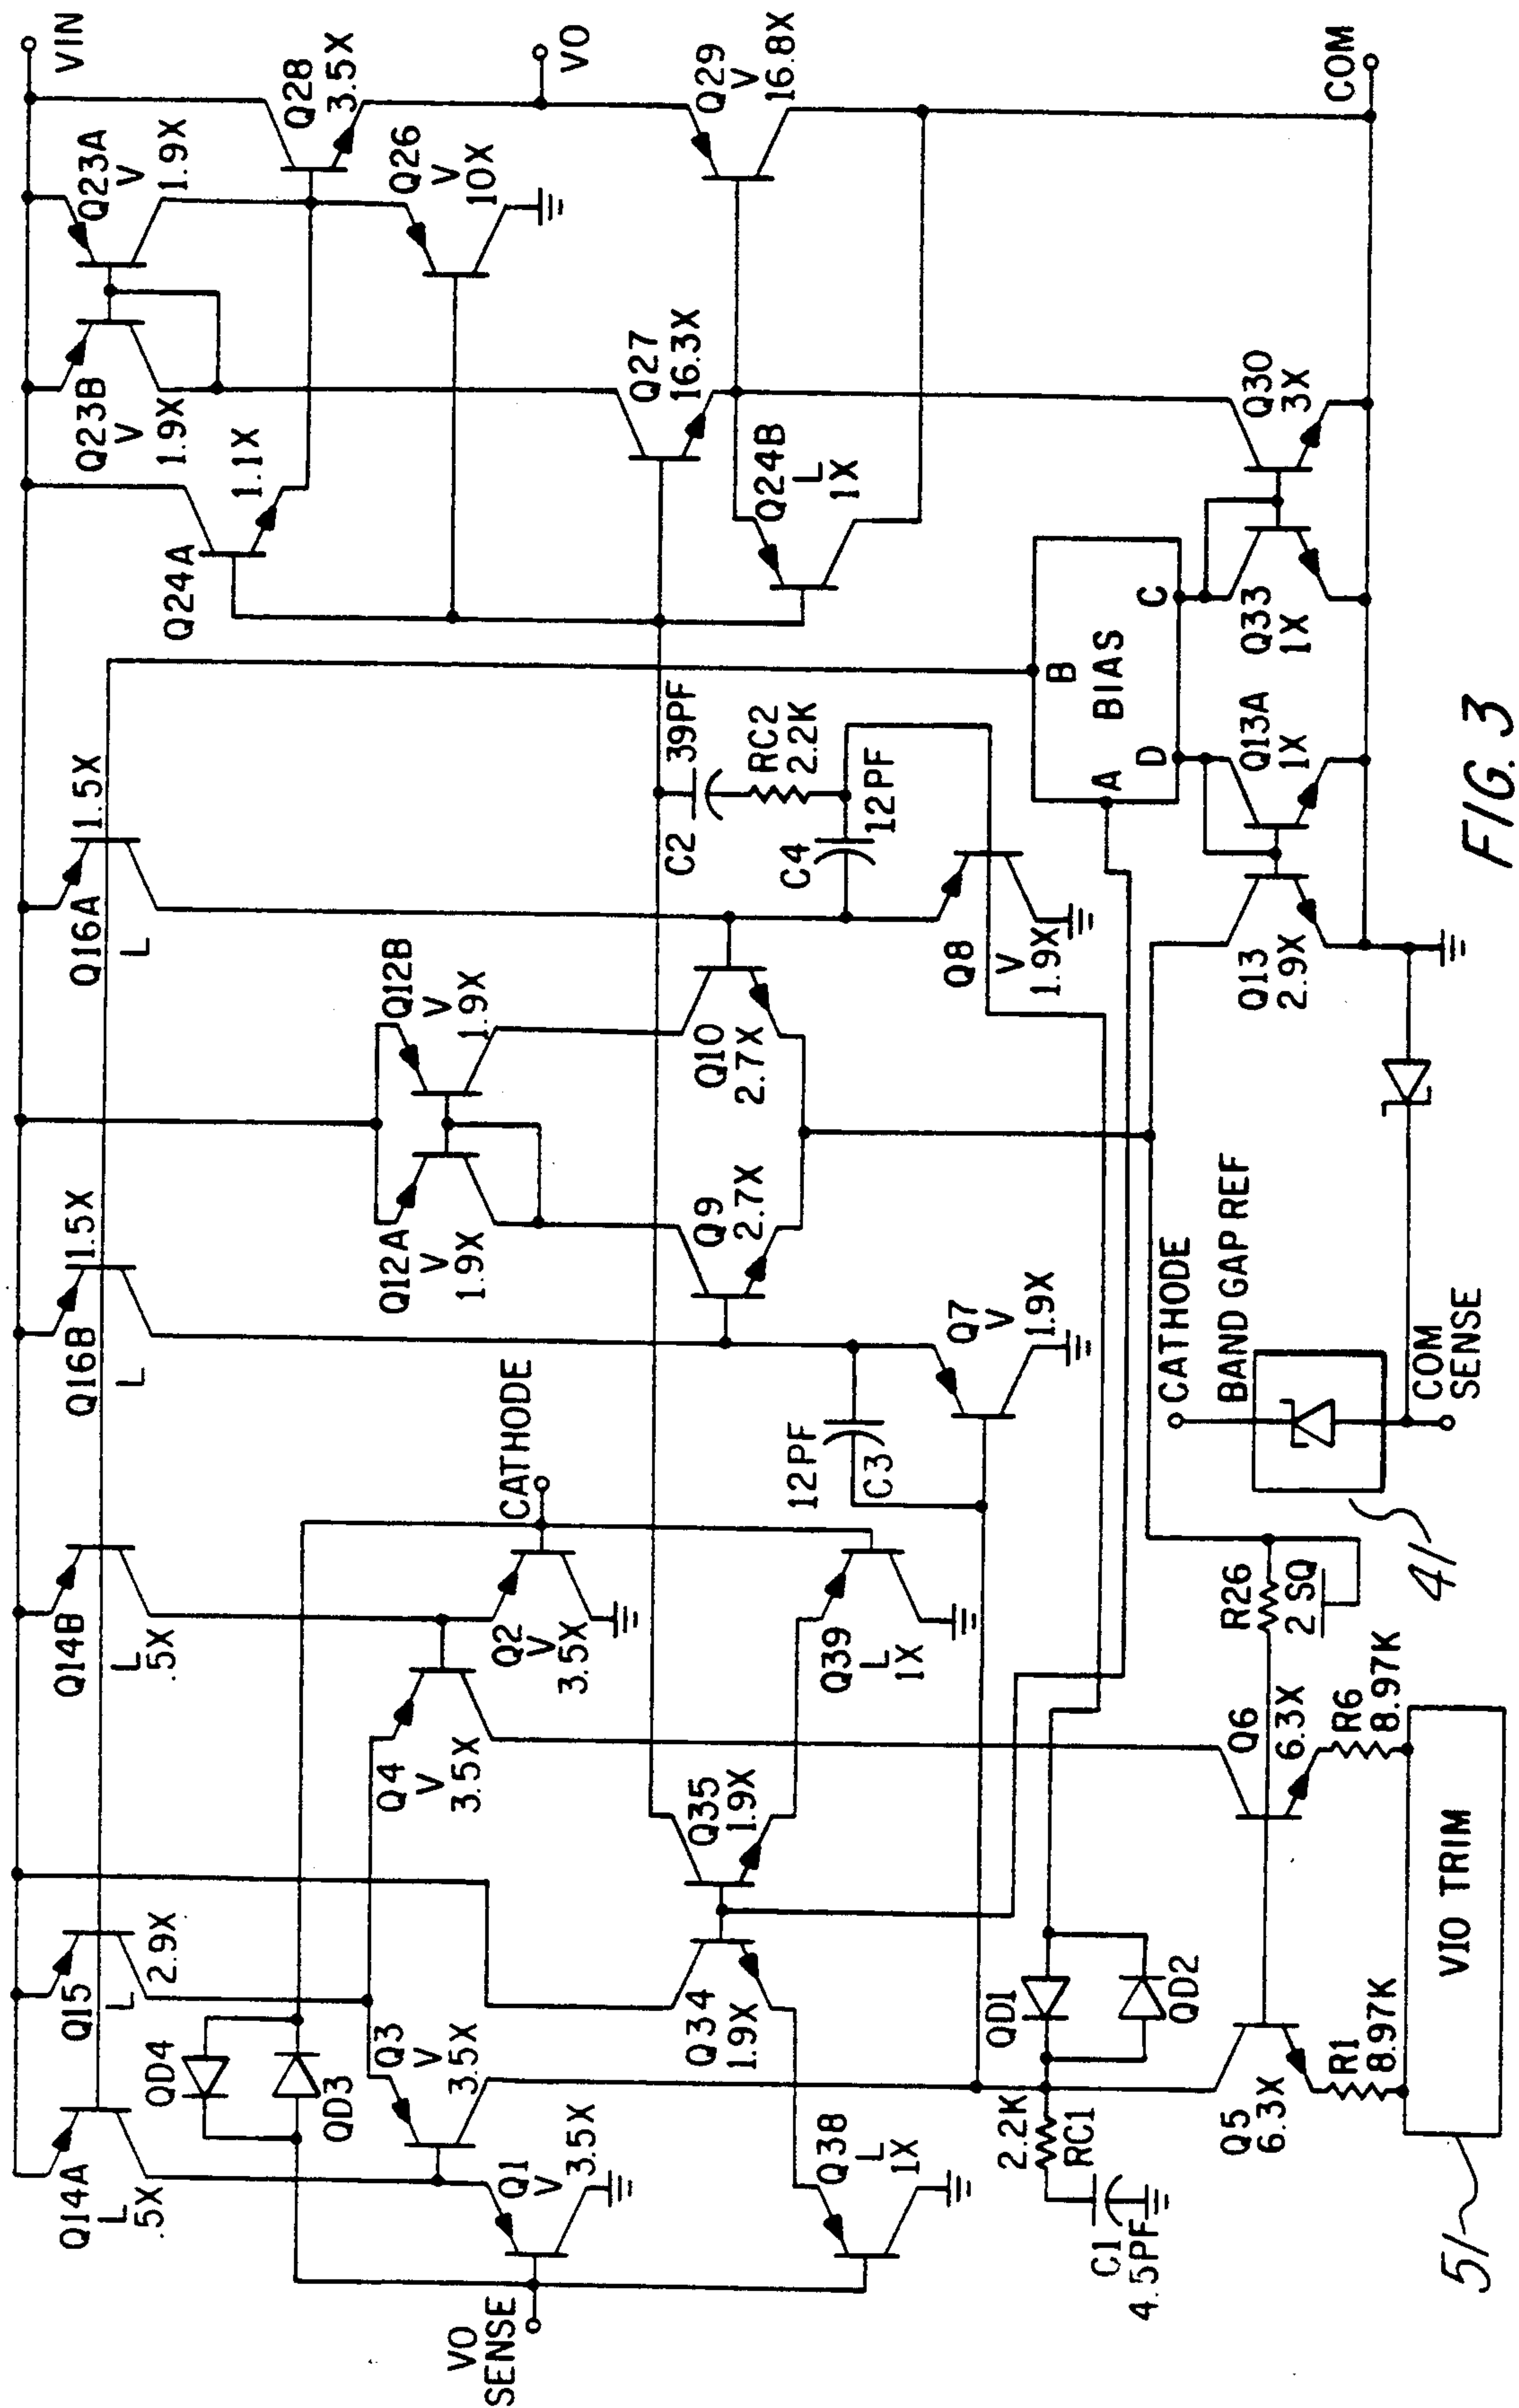 VIN
Q14A
L
.5X
Q15
L
2.9X
Q14B
L
.5X
Q16B
L
1.5X
Q16A
L
1.5X
Q23B
V
1.9X
Q23A
V
1.9X
Q28
3.5X
VO
QD4
QD3
Q3
V
3.5X
Q4
V
3.5X
Q1
V
3.5X
VO
SENSE
Q2
V
3.5X
CATHODE
Q12A
V
1.9X
Q12B
V
1.9X
Q24A
1.1X
Q26
V
10X
Q27
16.3X
Q29
V
16.8X
Q24B
L
1X
Q34
1.9X
Q35
1.9X
Q9
2.7X
Q10
2.7X
C2
39PF
RC2
2.2K
C4
12PF
Q38
L
1X
Q39
L
1X
12PF
C3
Q7
V
1.9X
Q8
V
1.9X
2.2K
RC1
C1
4.5PF
QD1
QD2
A
B
BIAS
C
D
Q5
6.3X
Q6
6.3X
R26
2 SQ
R1
8.97K
R6
8.97K
VIO TRIM
CATHODE
BAND GAP REF
COM
SENSE
Q13
2.9X
Q13A
1X
Q33
1X
Q30
3X
COM
4
5
FIG. 3